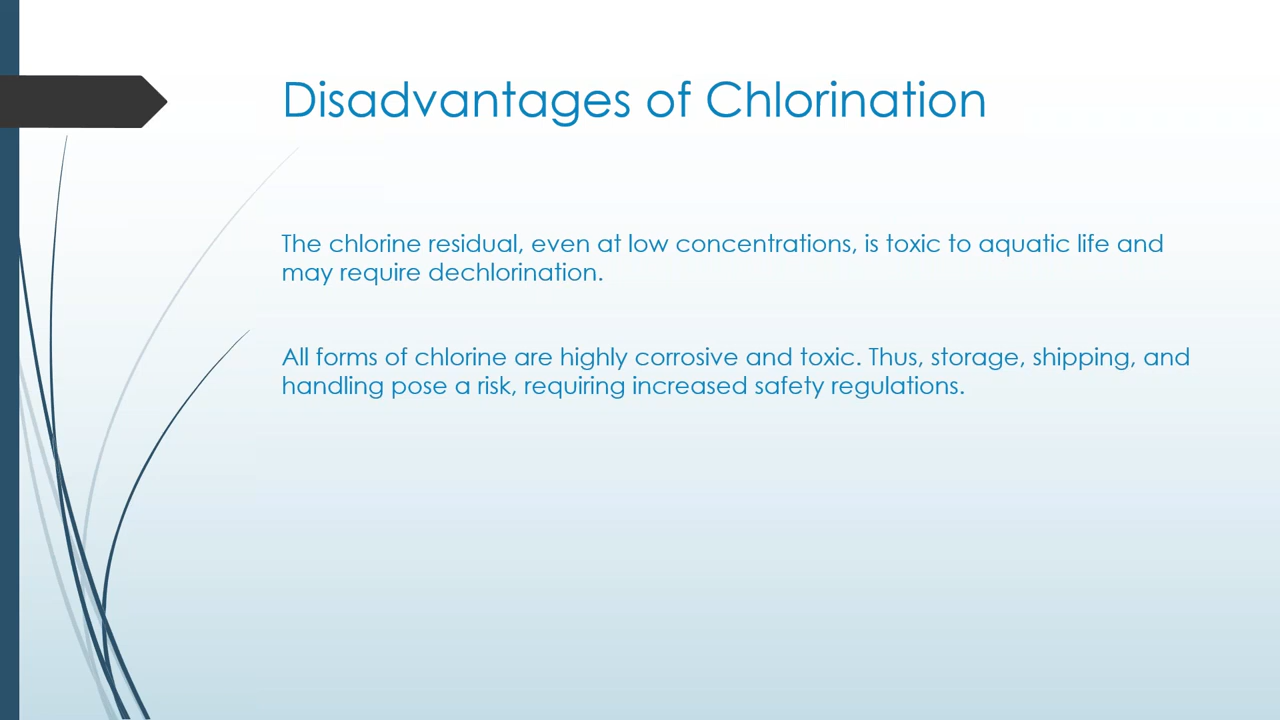 Disadvantages of Chlorination
The chlorine residual, even at low concentrations, is toxic to aquatic life and
may require dechlorination.
All forms of chlorine are highly corrosive and toxic. Thus, storage, shipping, and
handling pose a risk, requiring increased safety regulations.